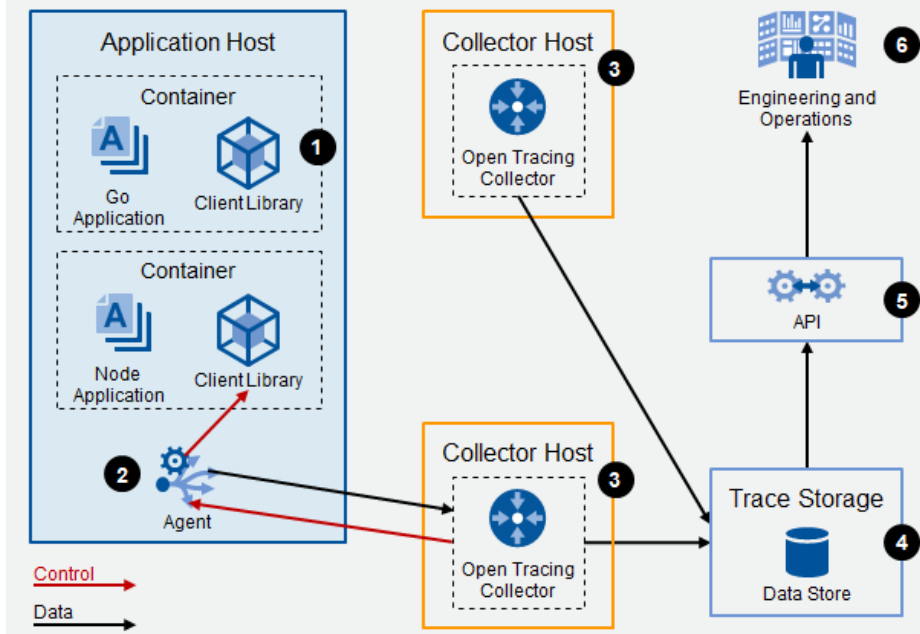 Application Host
Container
Go
Application
Client Library
1
Container
Node
Application
Client Library
2
Agent
Control
Data
Collector Host
3
Open Tracing
Collector
Collector Host
3
Open Tracing
Collector
6
Engineering and
Operations
5
API
Trace Storage
4
Data Store